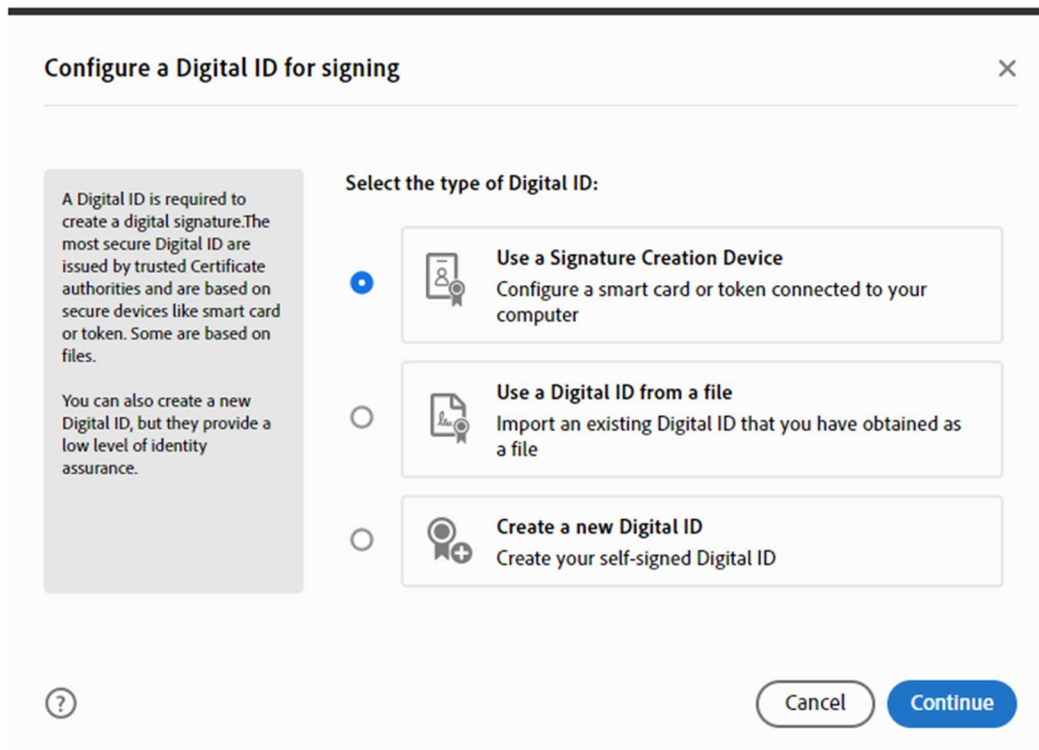 Configure a Digital ID for signing
A Digital ID is required to
create a digital signature.The
most secure Digital ID are
issued by trusted Certificate
authorities and are based on
secure devices like smart card
or token. Some are based on
files.
You can also create a new
Digital ID, but they provide a
low level of identity
assurance.
Select the type of Digital ID:
Use a Signature Creation Device
Configure a smart card or token connected to your
computer
Use a Digital ID from a file
Import an existing Digital ID that you have obtained as
a file
Create a new Digital ID
Create your self-signed Digital ID
?
Cancel
Continue